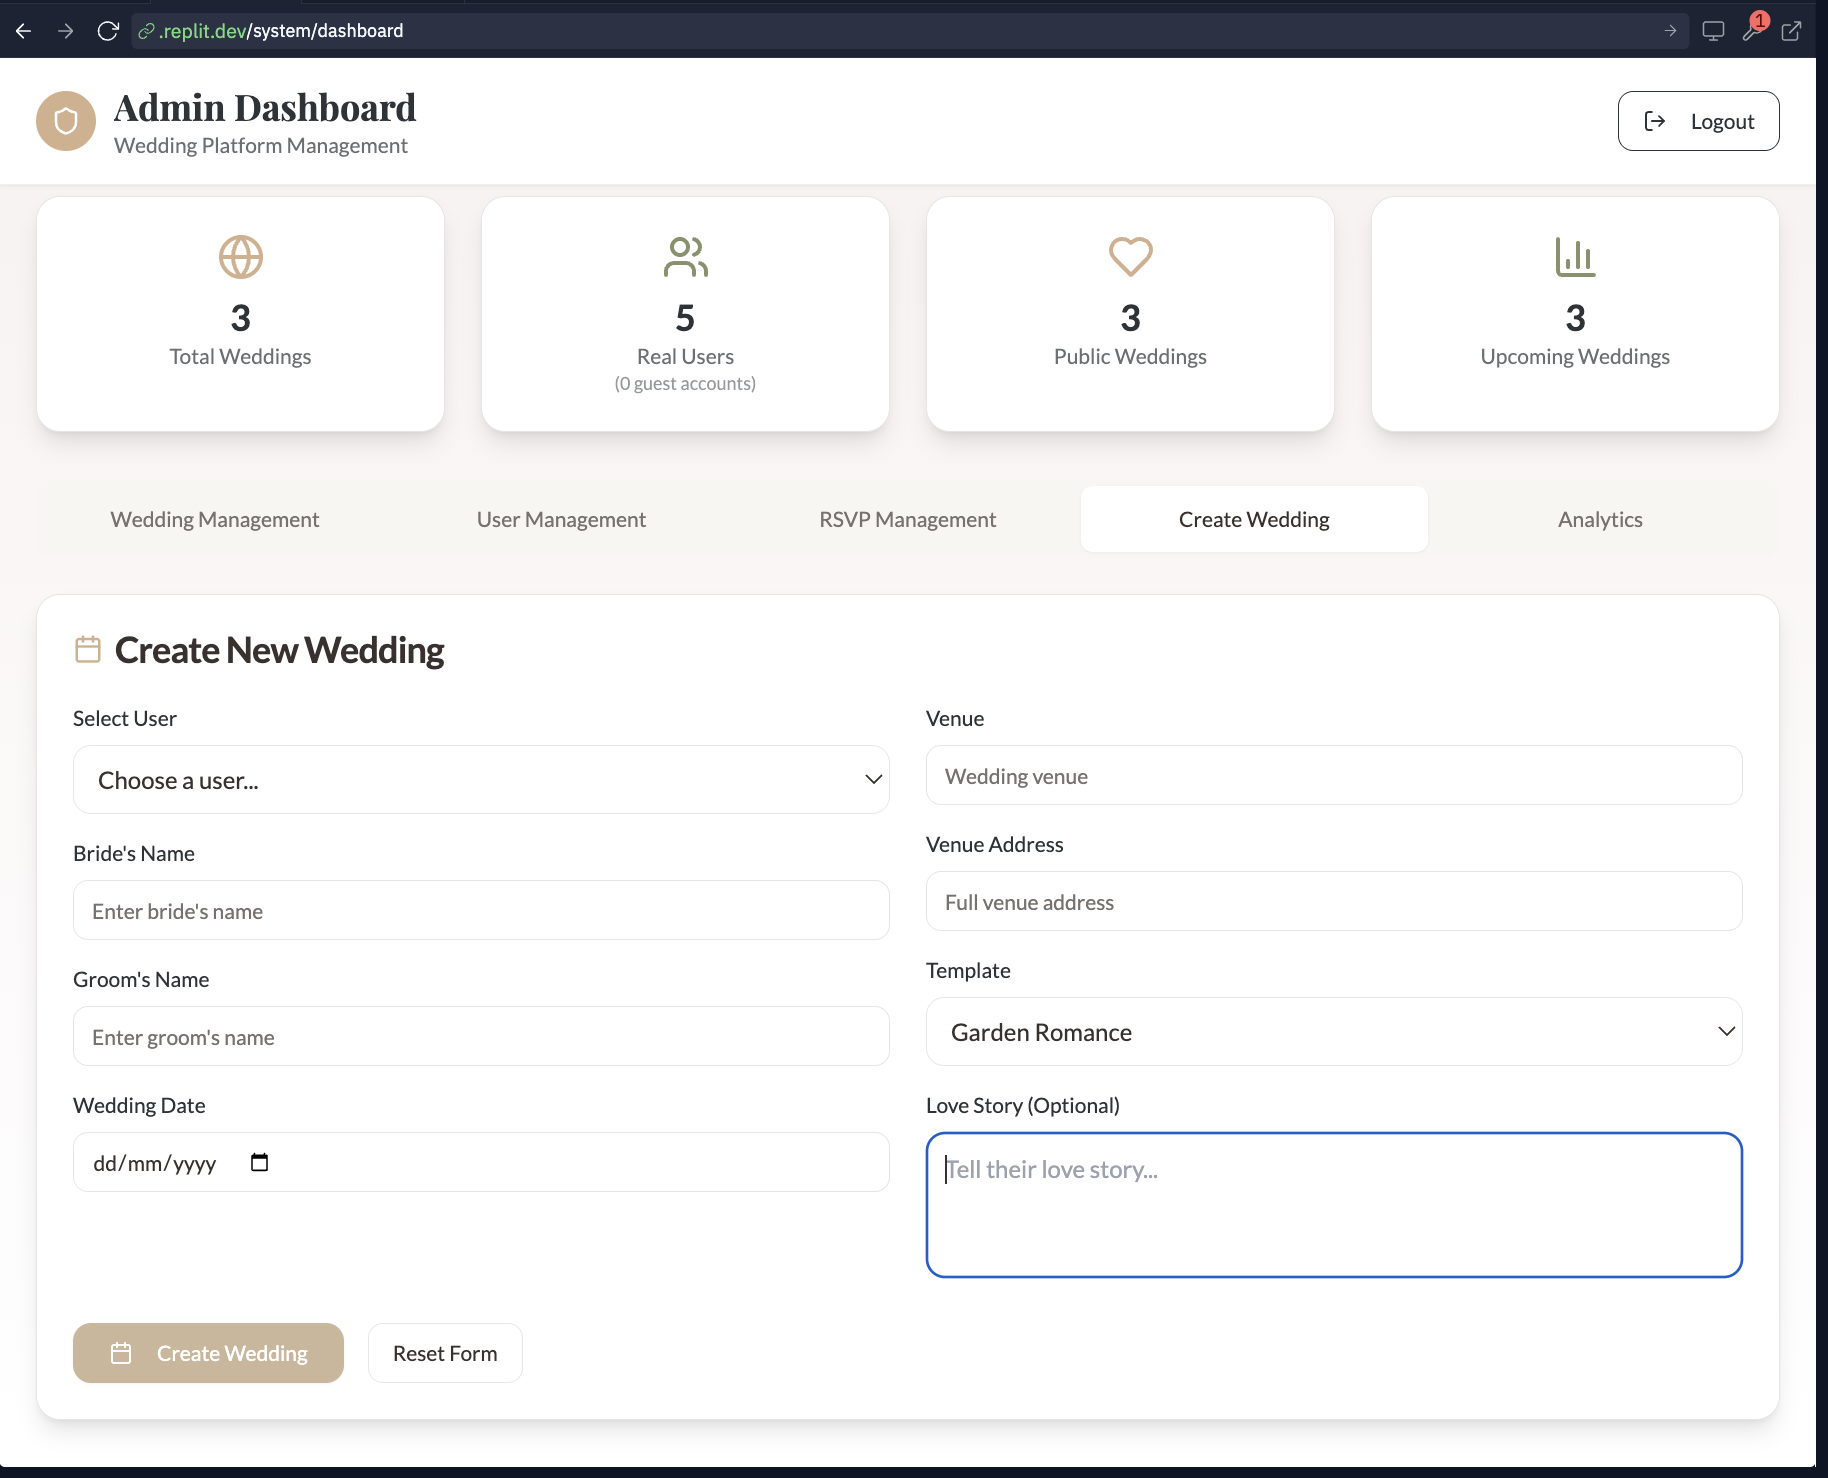 .replit.dev/system/dashboard
1
Admin Dashboard
Wedding Platform Management
Logout
3
Total Weddings
5
Real Users
(0 guest accounts)
3
Public Weddings
3
Upcoming Weddings
Wedding Management
User Management
RSVP Management
Create Wedding
Analytics
Create New Wedding
Select User
Choose a user...
Bride's Name
Enter bride's name
Groom's Name
Enter groom's name
Wedding Date
dd/mm/yyyy
Venue
Wedding venue
Venue Address
Full venue address
Template
Garden Romance
Love Story (Optional)
Tell their love story...
Create Wedding
Reset Form